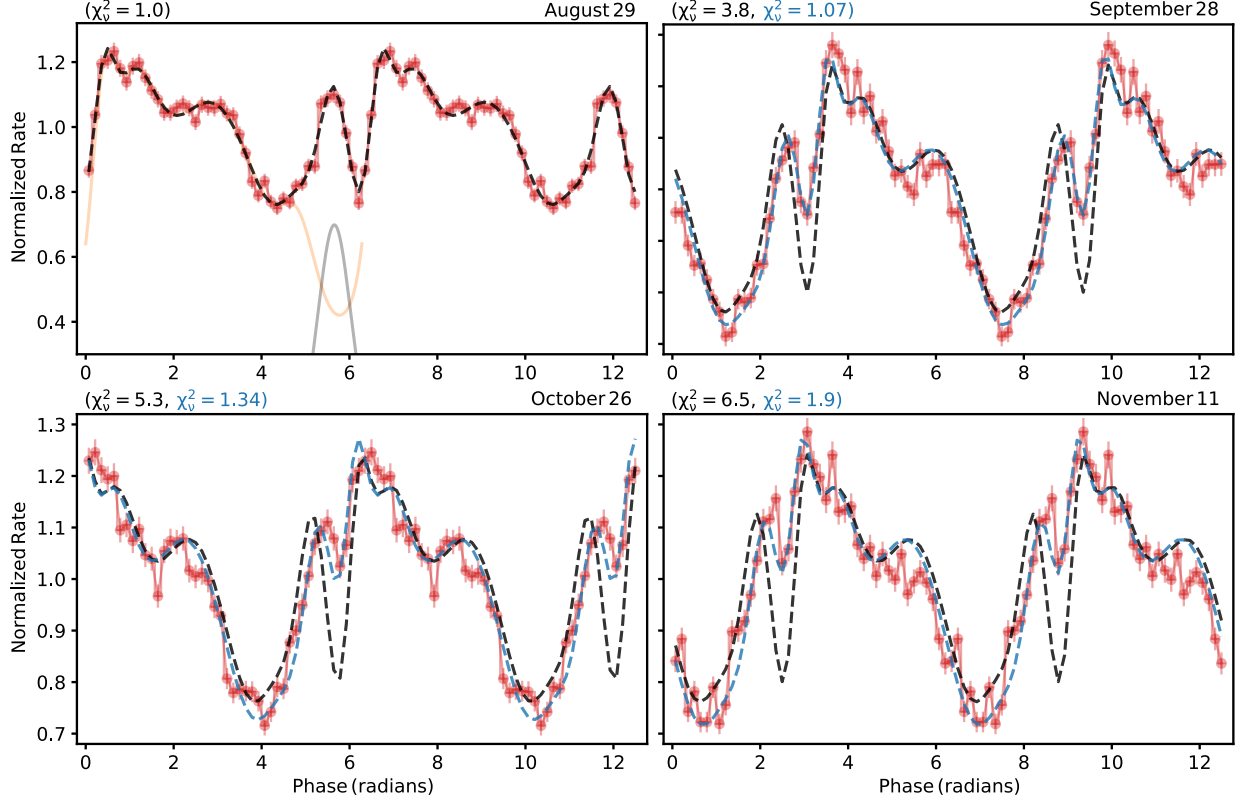 (χ²ᵥ = 1.0) August 29
(χ²ᵥ = 3.8, χ²ᵥ = 1.07) September 28
1.2
1.0
0.8
0.6
0.4
Normalized Rate
Normalized Rate
0 2 4 6 8 10 12
0 2 4 6 8 10 12
(χ²ᵥ = 5.3, χ²ᵥ = 1.34) October 26
(χ²ᵥ = 6.5, χ²ᵥ = 1.9) November 11
1.3
1.2
1.1
1.0
0.9
0.8
0.7
Normalized Rate
Normalized Rate
0 2 4 6 8 10 12
0 2 4 6 8 10 12
Phase (radians)
Phase (radians)